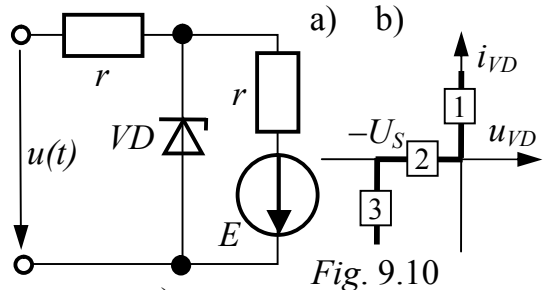 a) b)
r
i_VD
r
1
VD
–U_S
u_VD
u(t)
2
3
E
Fig. 9.10